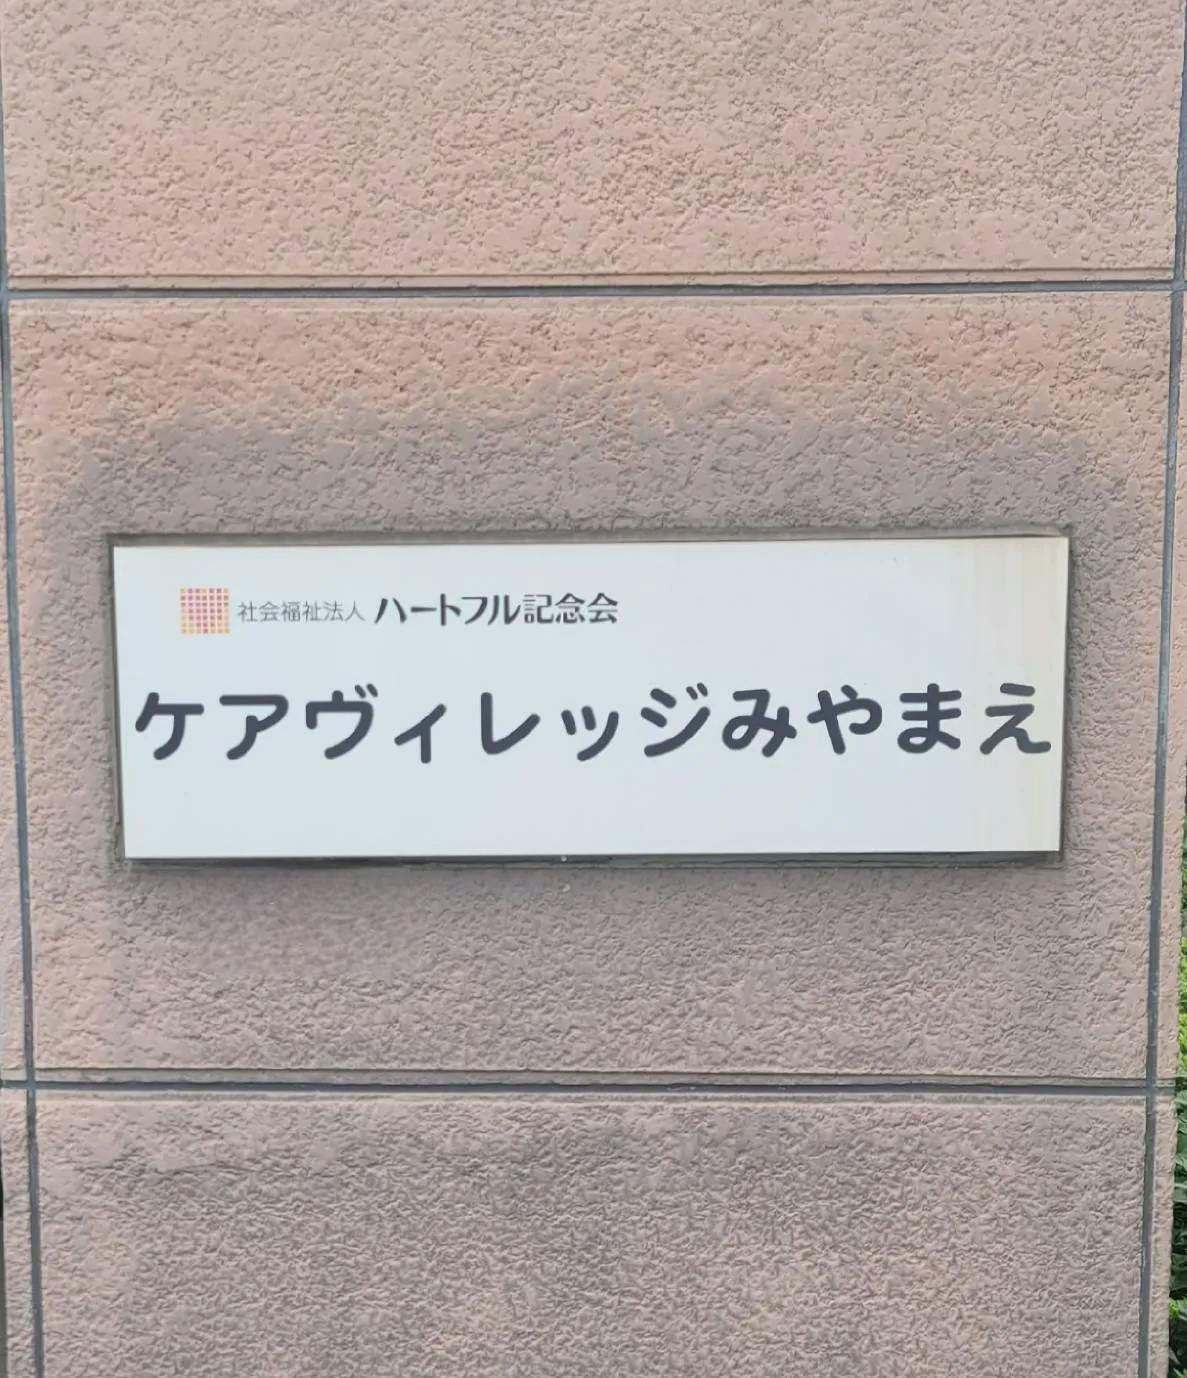 社会福祉法人 ハートフル記念会
ケアヴィレッジみやまえ